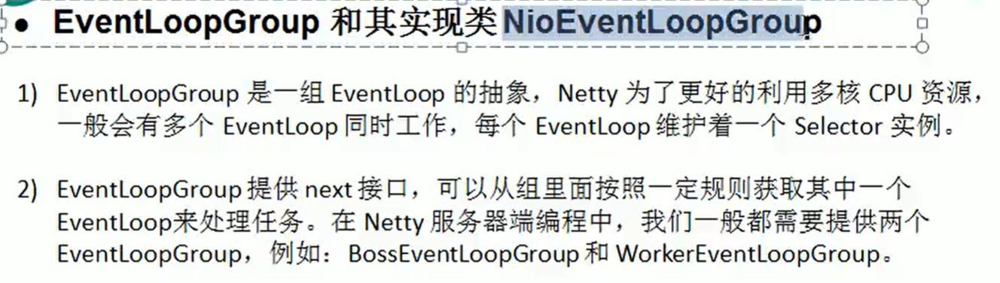 ● EventLoopGroup 和其实现类 NioEventLoopGroup
1) EventLoopGroup 是一组 EventLoop 的抽象，Netty 为了更好的利用多核 CPU 资源，
一般会有多个 EventLoop 同时工作，每个 EventLoop 维护着一个 Selector 实例。
2) EventLoopGroup 提供 next 接口，可以从组里面按照一定规则获取其中一个
EventLoop来处理任务。在 Netty 服务器端编程中，我们一般都需要提供两个
EventLoopGroup，例如：BossEventLoopGroup 和 WorkerEventLoopGroup。